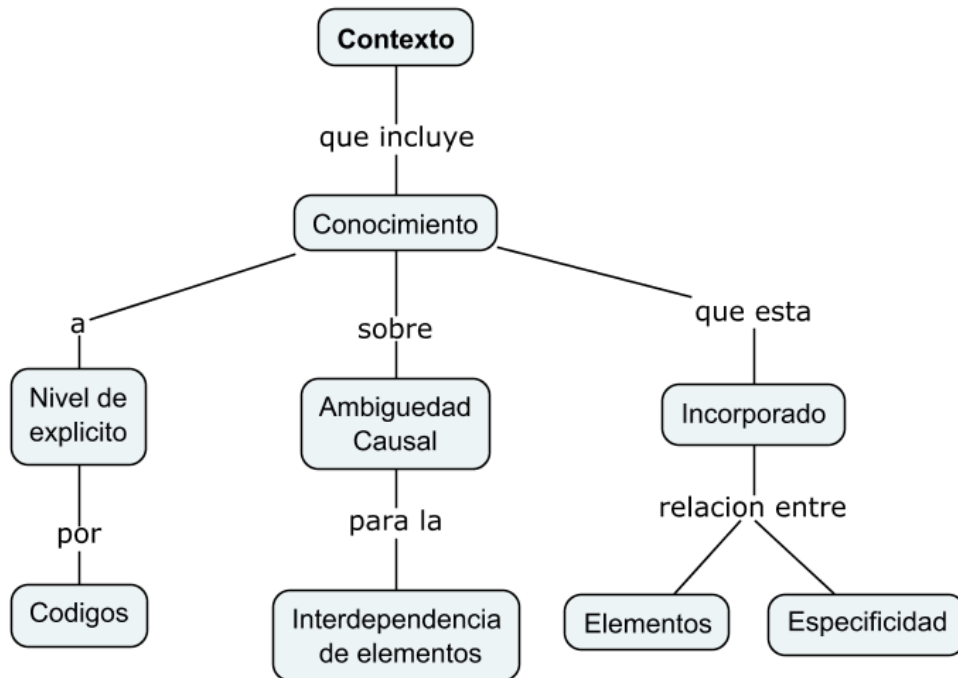 Contexto
que incluye
Conocimiento
a
sobre
que esta
Nivel de
explicito
Ambiguedad
Causal
Incorporado
por
para la
relacion entre
Codigos
Interdependencia
de elementos
Elementos
Especificidad